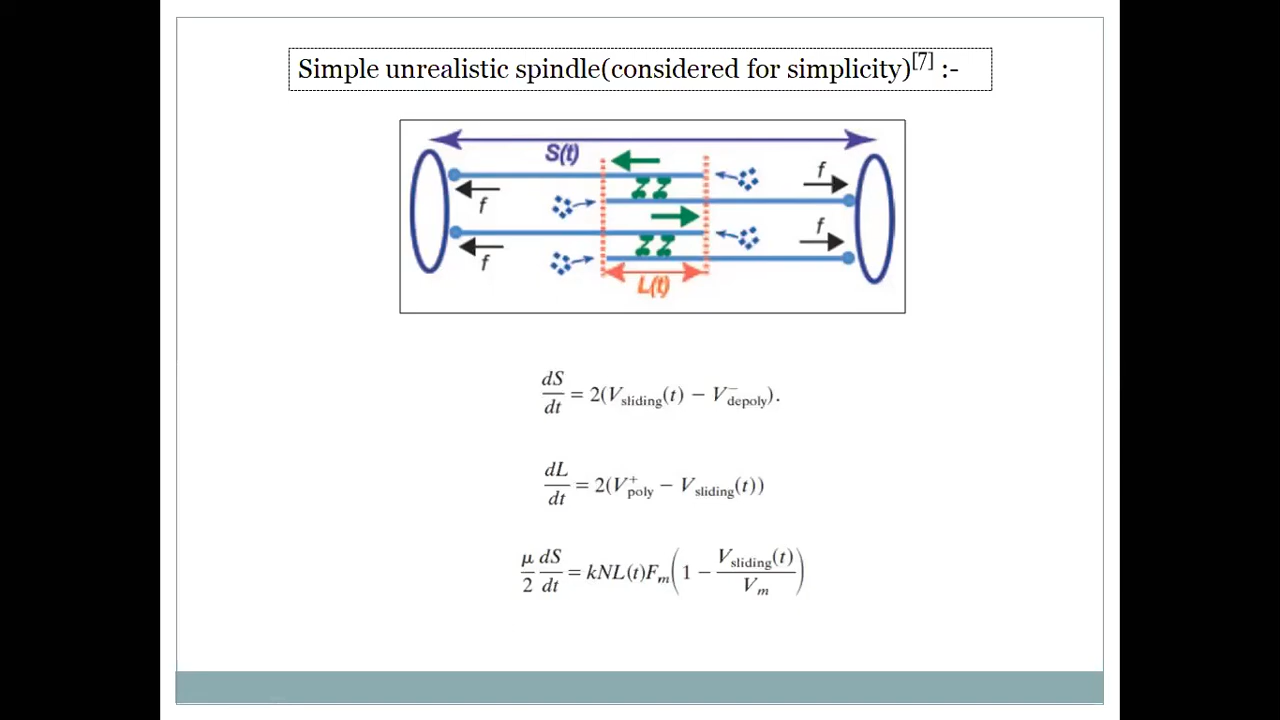 Simple unrealistic spindle(considered for simplicity)[7] :-
S(t)
f
f
f
f
L(t)
dS/dt = 2(V_sliding(t) − V⁻_depoly).
dL/dt = 2(V⁺_poly − V_sliding(t))
μ/2 dS/dt = kNL(t)F_m(1 − V_sliding(t)/V_m)